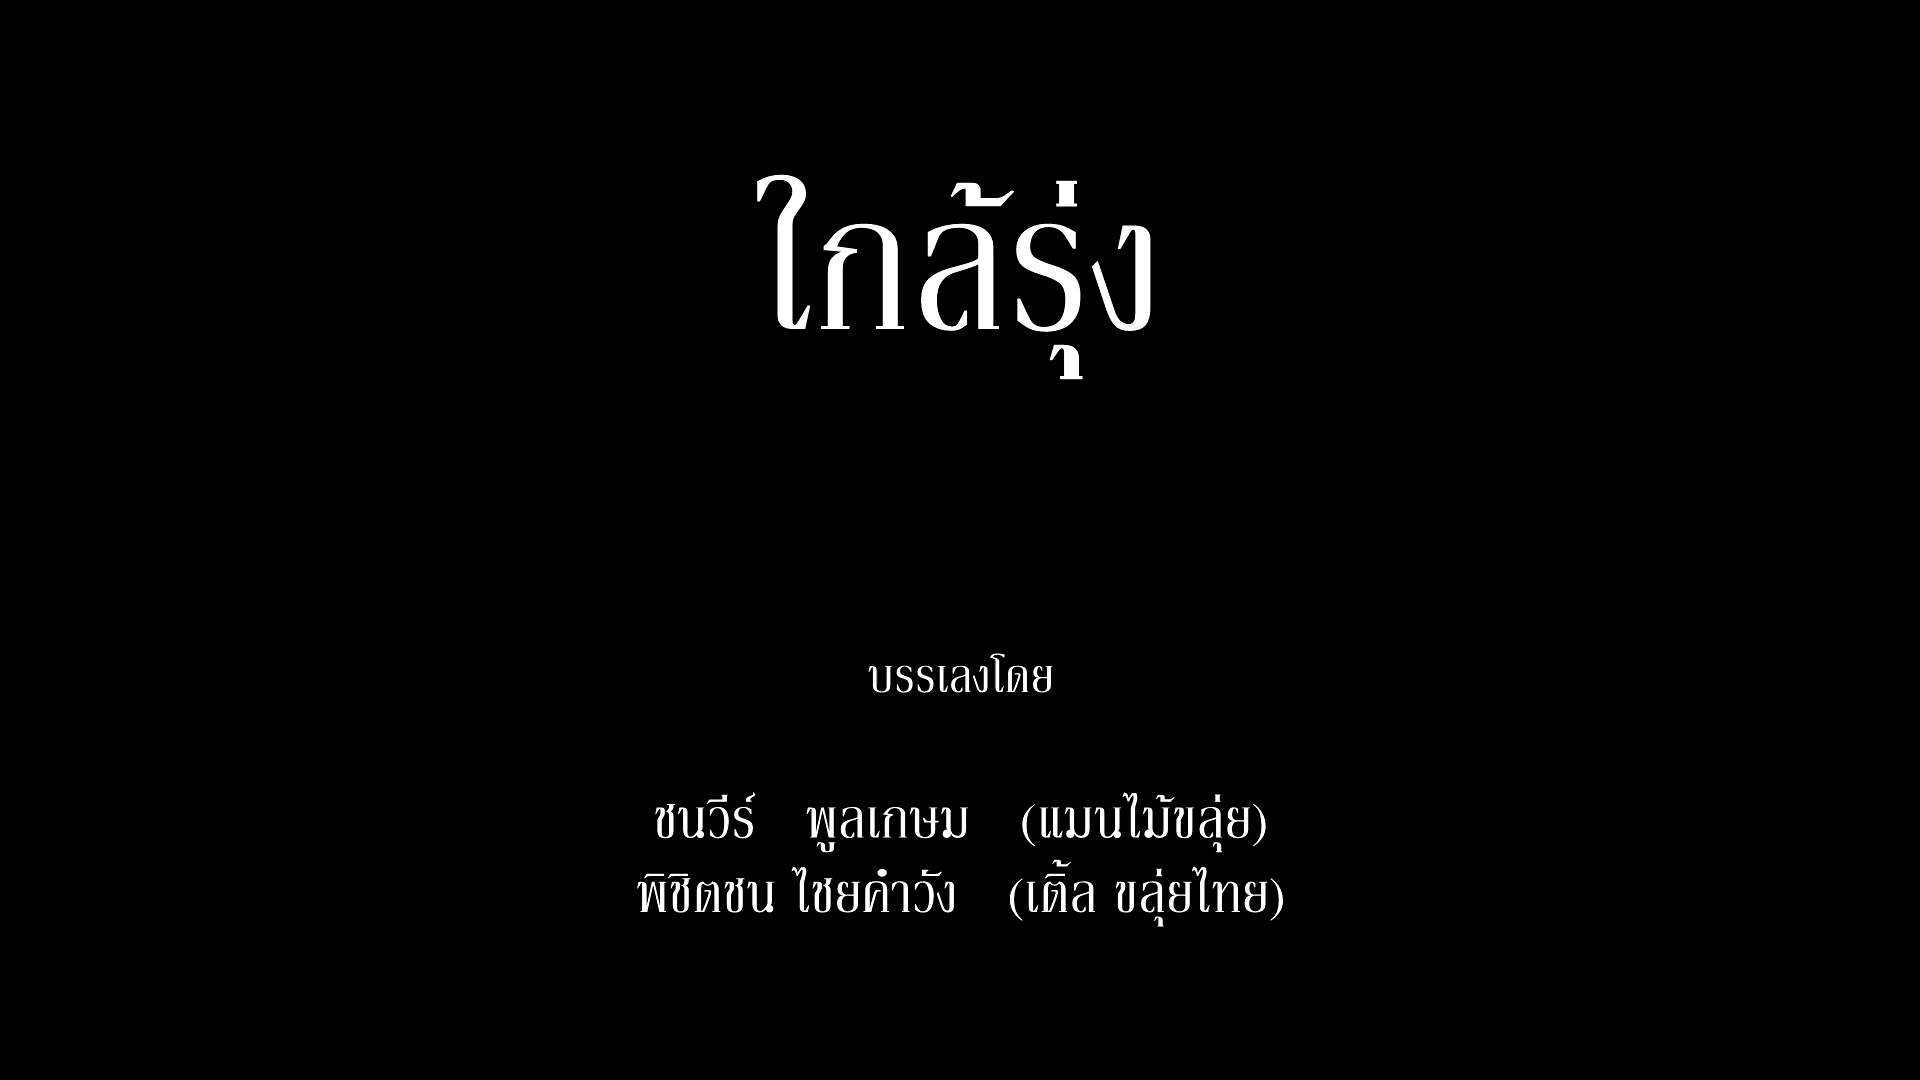 ใกล้รุ่ง
บรรเลงโดย
ชนวีร์ พูลเกษม (แมนไม้ขลุ่ย)
พิชิตชน ไชยคำวัง (เติ้ล ขลุ่ยไทย)